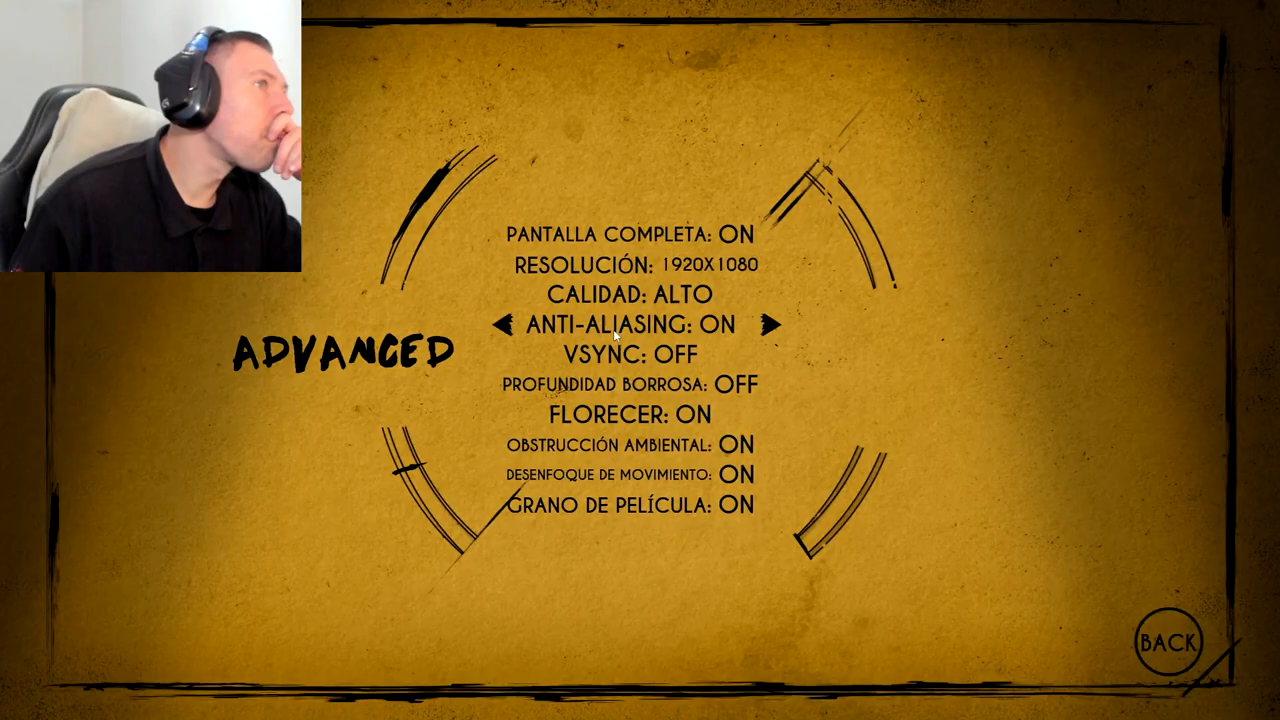 PANTALLA COMPLETA: ON
RESOLUCIÓN: 1920X1080
CALIDAD: ALTO
ANTI-ALIASING: ON
ADVANCED
VSYNC: OFF
PROFUNDIDAD BORROSA: OFF
FLORECER: ON
OBSTRUCCIÓN AMBIENTAL: ON
DESENFOQUE DE MOVIMIENTO: ON
GRANO DE PELÍCULA: ON
BACK